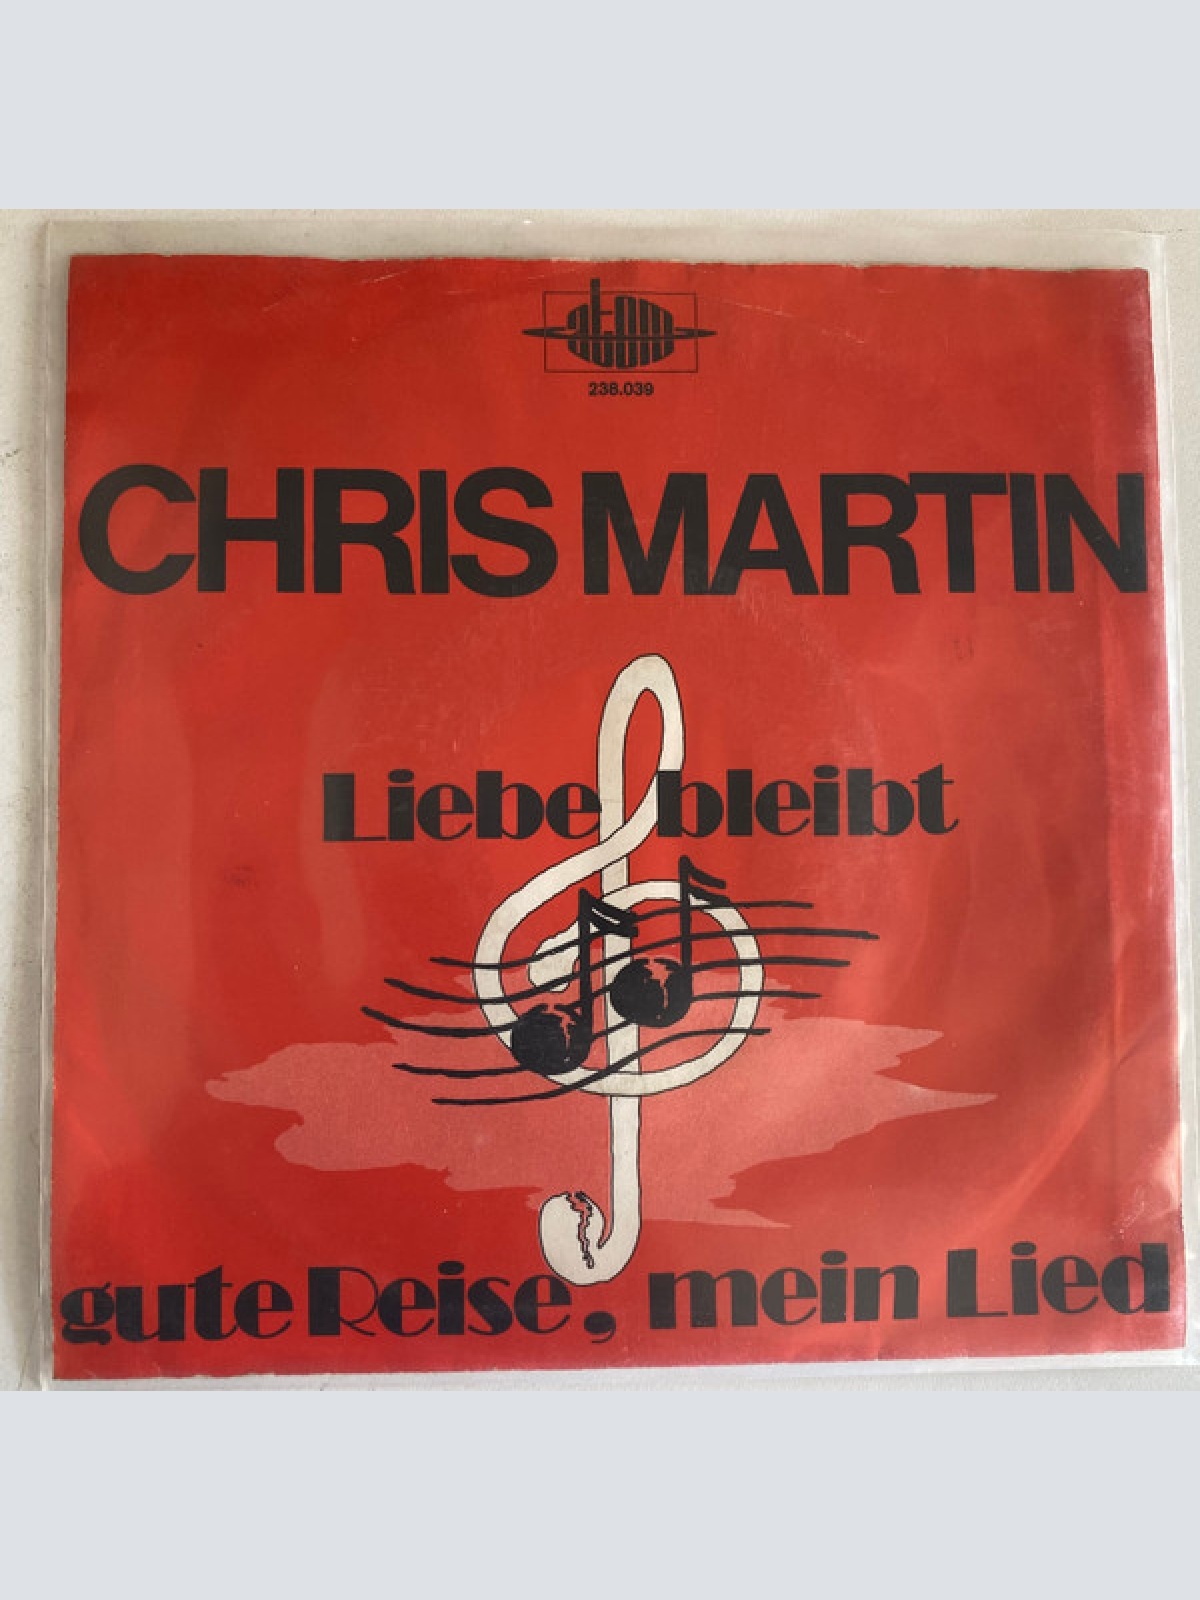 atom
238.039
CHRIS MARTIN
Liebe bleibt
gute Reise, mein Lied